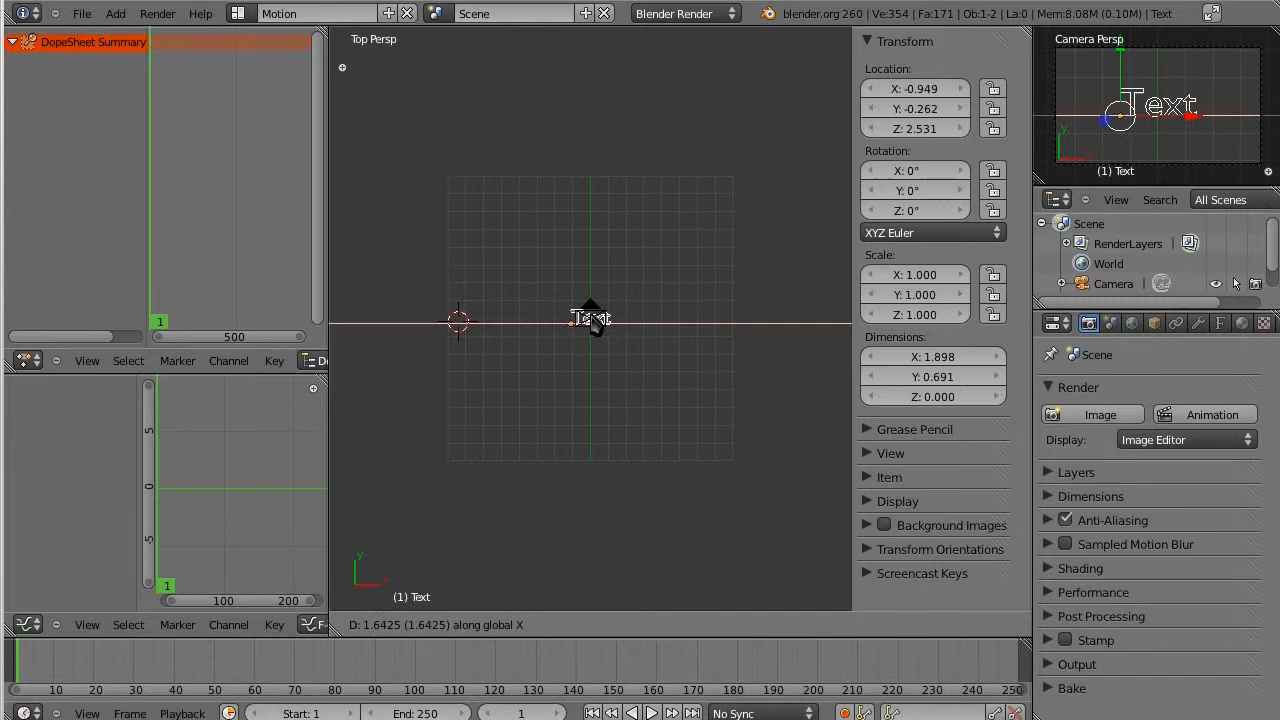 File Add Render Help Motion Scene Blender Render blender.org 260 | Ve:354 | Fa:171 | Ob:1-2 | La:0 | Mem:8.08M (0.10M) | Text
DopeSheet Summary
1
500
View Select Marker Channel
5
0
-5
1
100 200
View Select Marker Channel Key F-
Top Persp
Text
y
(1) Text
D: 1.6425 (1.6425) along global X
Transform
Location:
X: -0.949
Y: -0.262
Z: 2.531
Rotation:
X: 0°
Y: 0°
Z: 0°
XYZ Euler
Scale:
X: 1.000
Y: 1.000
Z: 1.000
Dimensions:
X: 1.898
Y: 0.691
Z: 0.000
Grease Pencil
View
Item
Display
Background Images
Transform Orientations
Screencast Keys
Camera Persp
Text
y
(1) Text
View Search All Scenes
Scene
RenderLayers |
World
Camera |
Scene
Render
Image Animation
Display: Image Editor
Layers
Dimensions
Anti-Aliasing
Sampled Motion Blur
Shading
Performance
Post Processing
Stamp
Output
Bake
10 20 30 40 50 60 70 80 90 100 110 120 130 140 150 160 170 180 190 200 210 220 230 240 250
View Frame Playback Start: 1 End: 250 1 No Sync